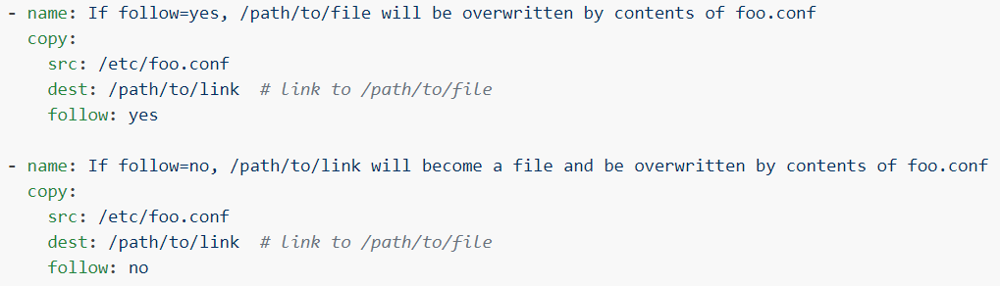 - name: If follow=yes, /path/to/file will be overwritten by contents of foo.conf
  copy:
    src: /etc/foo.conf
    dest: /path/to/link  # link to /path/to/file
    follow: yes

- name: If follow=no, /path/to/link will become a file and be overwritten by contents of foo.conf
  copy:
    src: /etc/foo.conf
    dest: /path/to/link  # link to /path/to/file
    follow: no